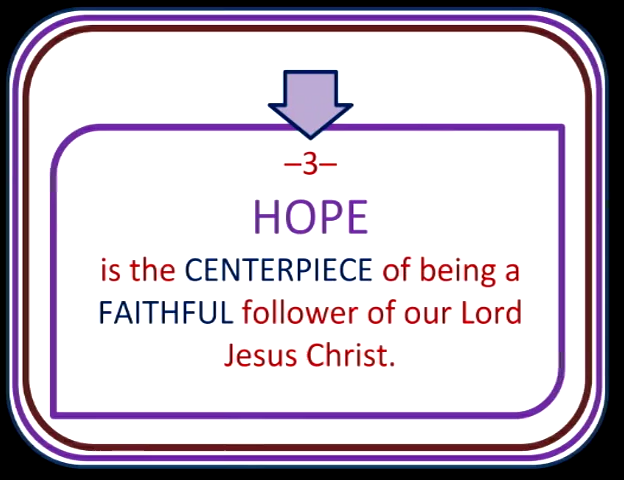 –3–
HOPE
is the CENTERPIECE of being a
FAITHFUL follower of our Lord
Jesus Christ.